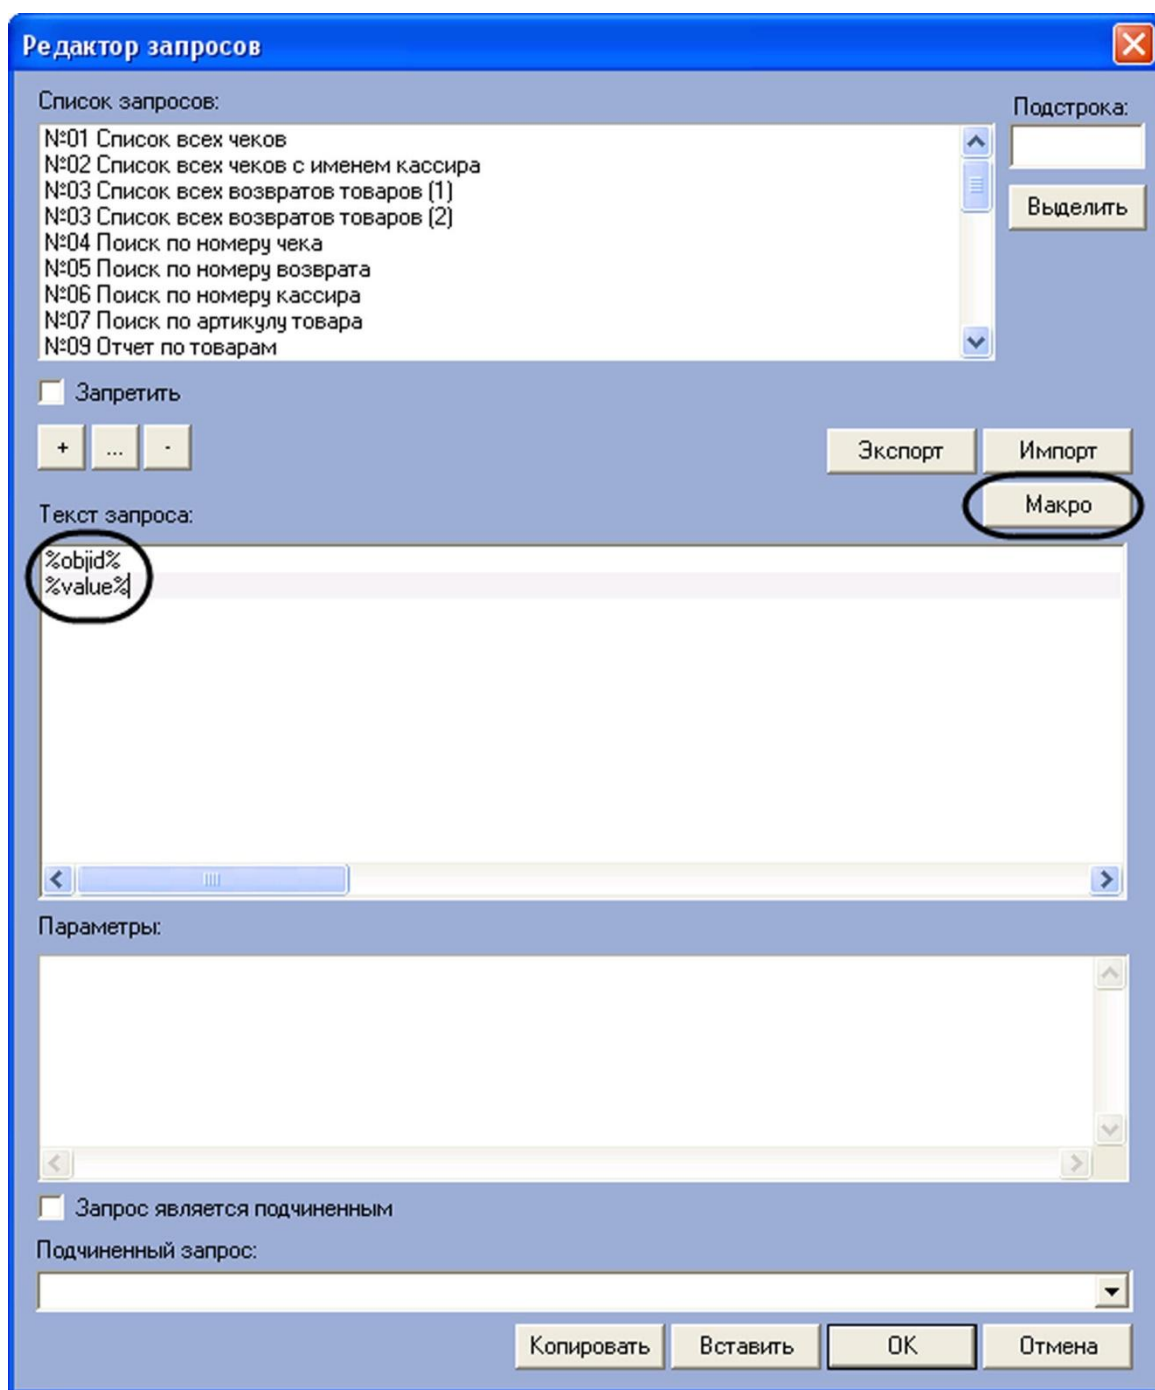 Редактор запросов
Список запросов:
Подстрока:
№01 Список всех чеков
№02 Список всех чеков с именем кассира
№03 Список всех возвратов товаров (1)
№03 Список всех возвратов товаров (2)
№04 Поиск по номеру чека
№05 Поиск по номеру возврата
№06 Поиск по номеру кассира
№07 Поиск по артикулу товара
№09 Отчет по товарам
Выделить
Запретить
+ ... -
Экспорт Импорт
Макро
Текст запроса:
%objid%
%value%
Параметры:
Запрос является подчиненным
Подчиненный запрос:
Копировать Вставить OK Отмена